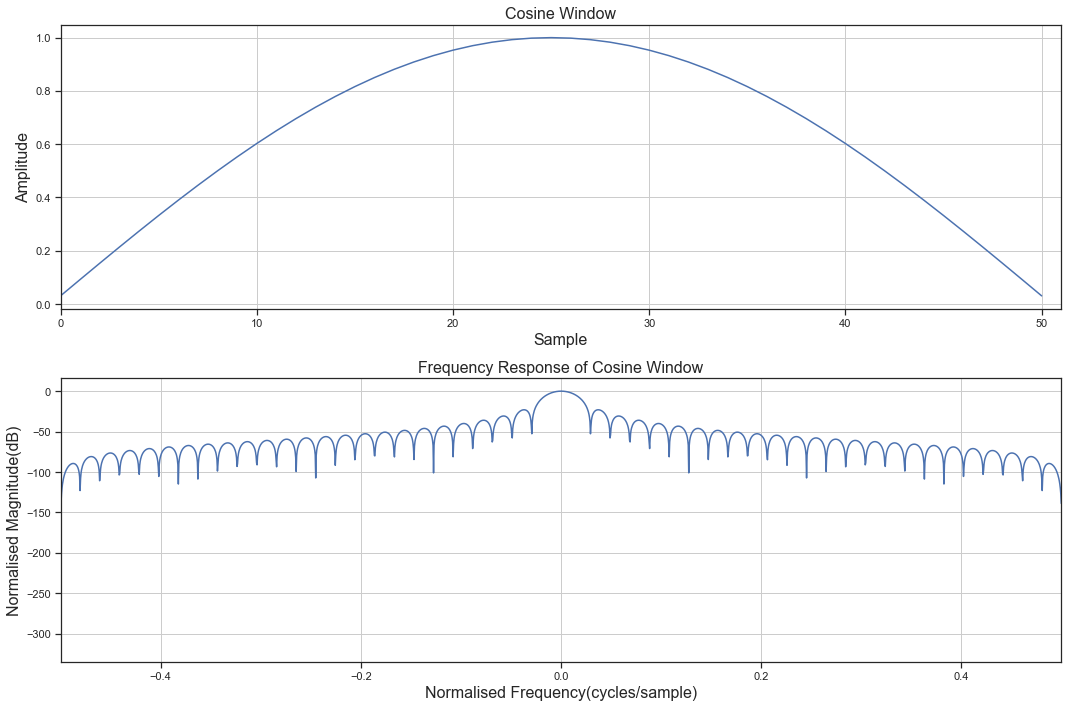 Cosine Window
1.0
0.8
0.6
0.4
0.2
0.0
Amplitude
0 10 20 30 40 50
Sample
Frequency Response of Cosine Window
0
−50
−100
−150
−200
−250
−300
Normalised Magnitude(dB)
−0.4 −0.2 0.0 0.2 0.4
Normalised Frequency(cycles/sample)